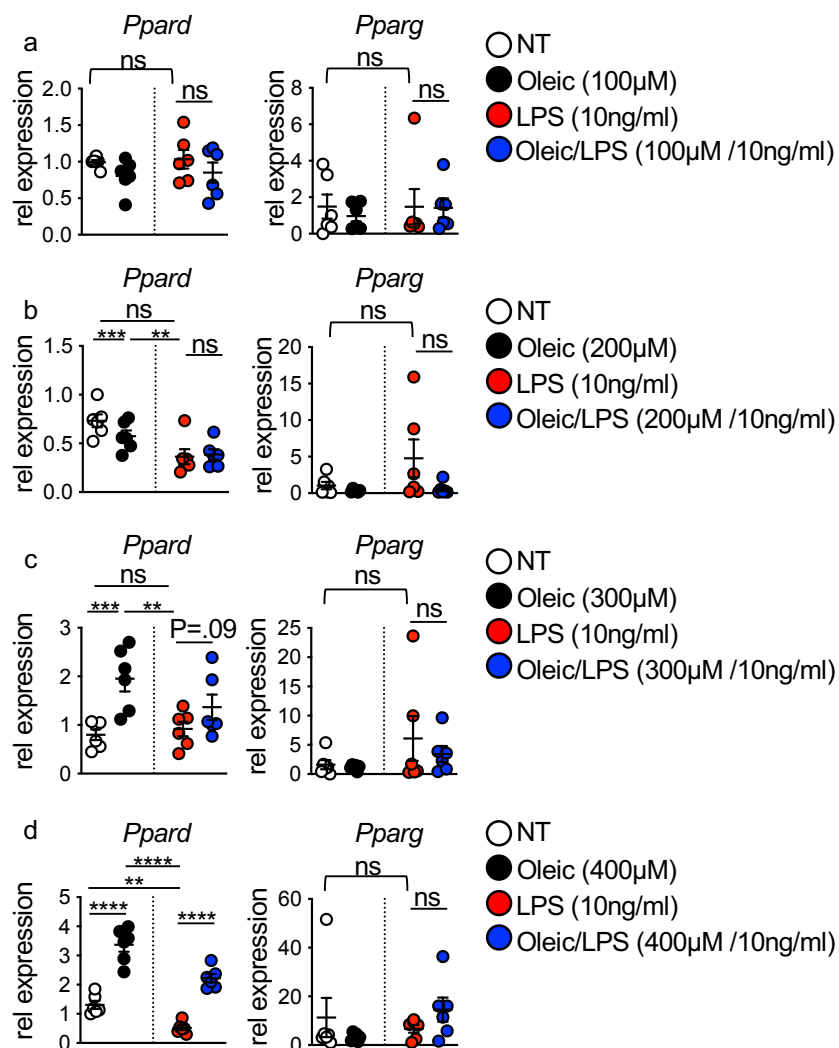 a
Ppard
Pparg
ns
ns
ns
ns
rel expression
2.0
1.5
1.0
0.5
0.0
rel expression
8
6
4
2
0
NT
Oleic (100µM)
LPS (10ng/ml)
Oleic/LPS (100µM /10ng/ml)
b
Ppard
Pparg
ns
*** **
ns
ns
ns
rel expression
1.5
1.0
0.5
0.0
rel expression
20
15
10
5
0
NT
Oleic (200µM)
LPS (10ng/ml)
Oleic/LPS (200µM /10ng/ml)
c
Ppard
Pparg
ns
*** **
P=.09
ns
ns
rel expression
3
2
1
0
rel expression
25
20
15
10
5
0
NT
Oleic (300µM)
LPS (10ng/ml)
Oleic/LPS (300µM /10ng/ml)
d
Ppard
Pparg
****
**
**** ****
ns
ns
rel expression
5
4
3
2
1
0
rel expression
60
40
20
10
0
NT
Oleic (400µM)
LPS (10ng/ml)
Oleic/LPS (400µM /10ng/ml)